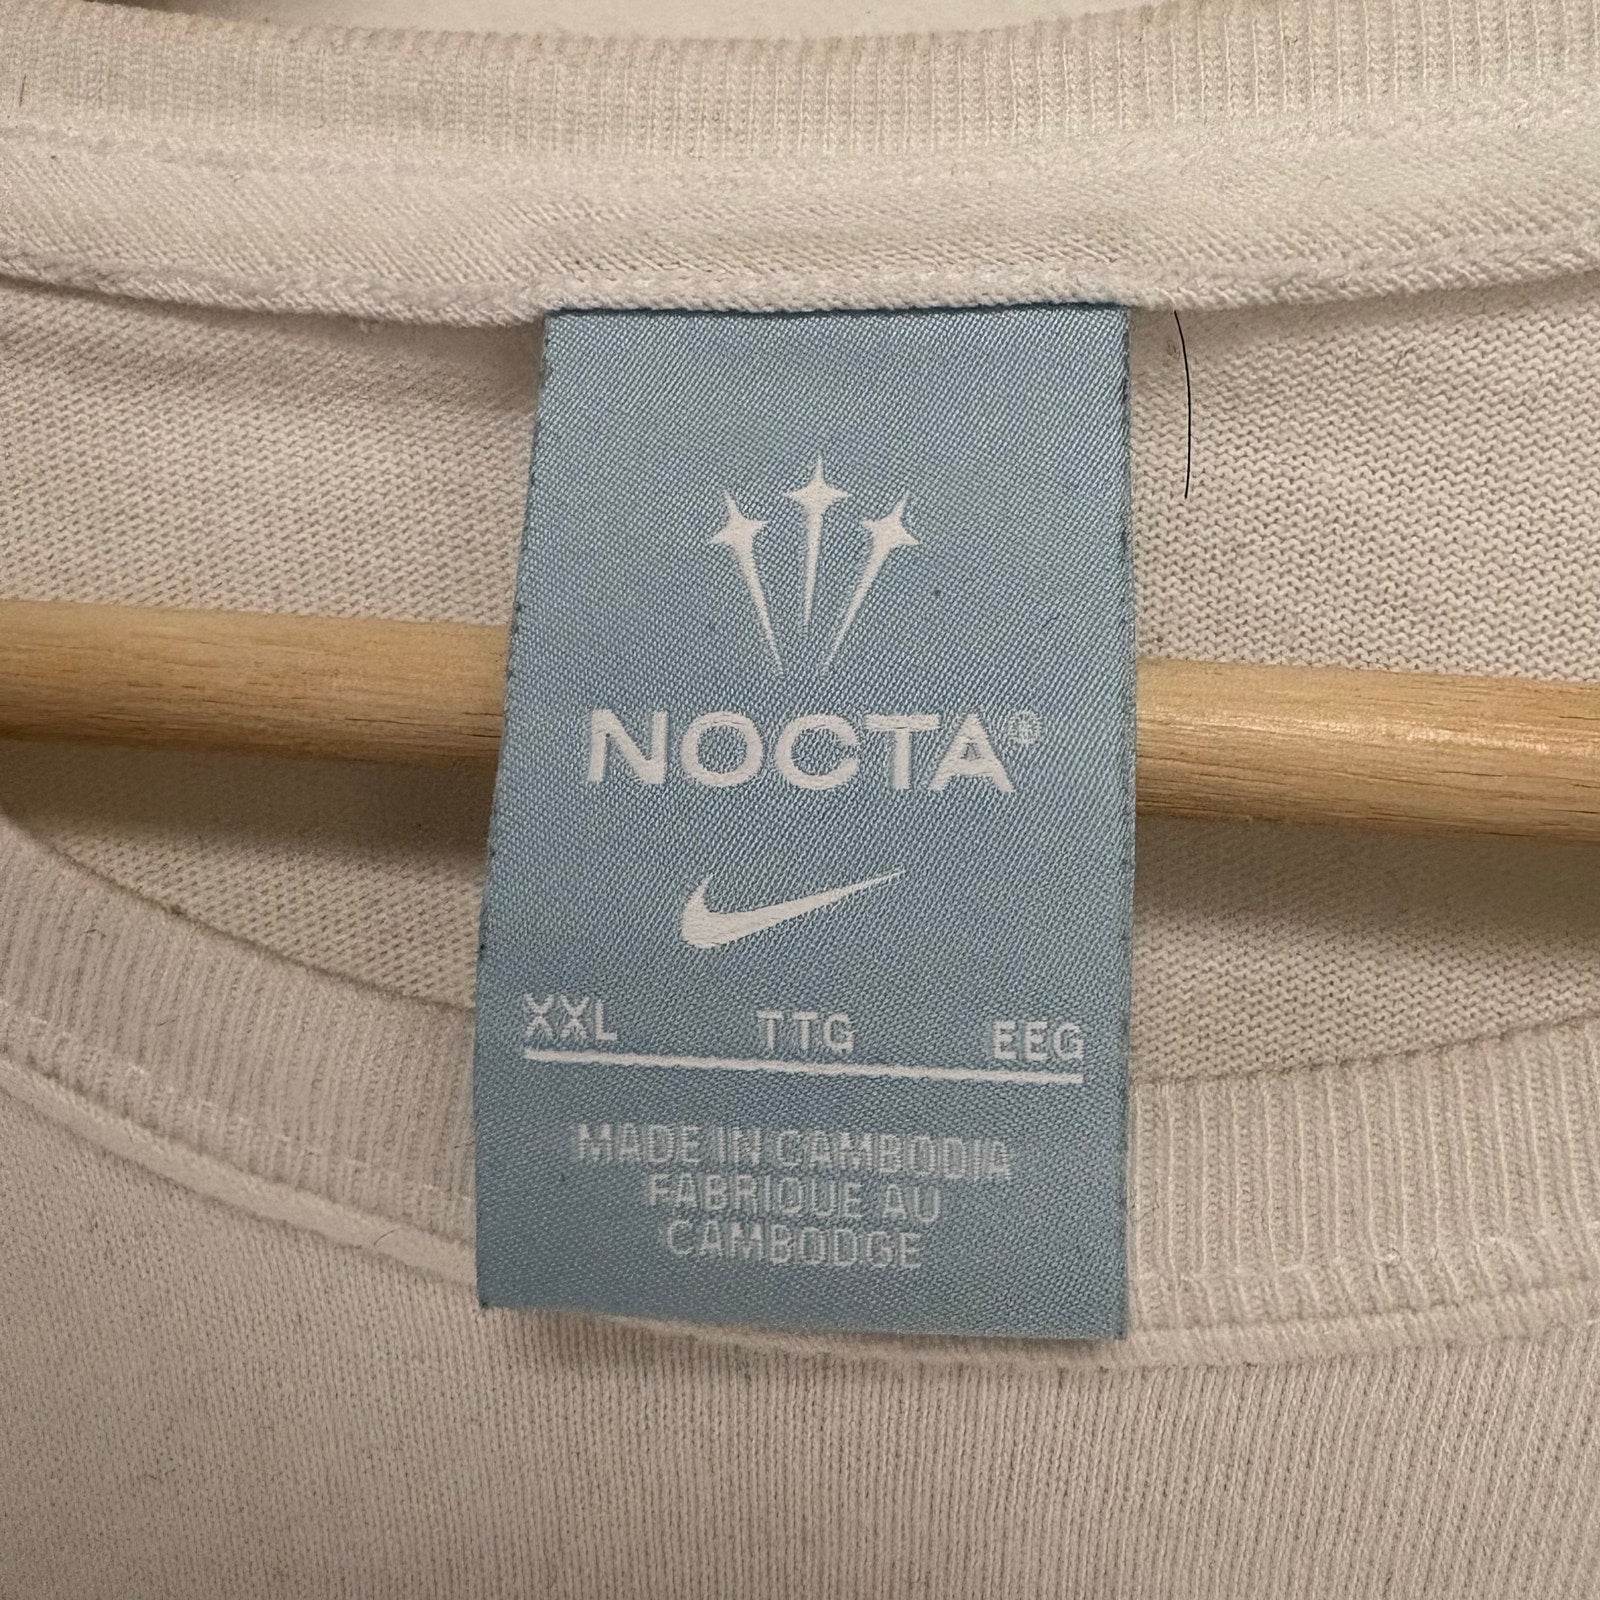 NOCTA®
XXL TTG EEG
MADE IN CAMBODIA
FABRIQUE AU
CAMBODGE